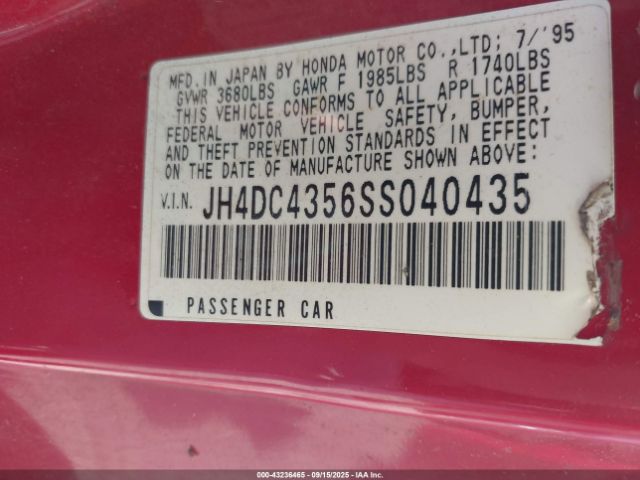 MFD. IN JAPAN BY HONDA MOTOR CO.,LTD; 7/'95
GVWR 3680LBS GAWR F 1985LBS R 1740LBS
THIS VEHICLE CONFORMS TO ALL APPLICABLE
FEDERAL MOTOR VEHICLE SAFETY, BUMPER,
AND THEFT PREVENTION STANDARDS IN EFFECT
ON THE DATE OF MANUFACTURE SHOWN ABOVE:
V.I.N. JH4DC4356SS040435
PASSENGER CAR
000-43236465 - 09/15/2025 - IAA Inc.